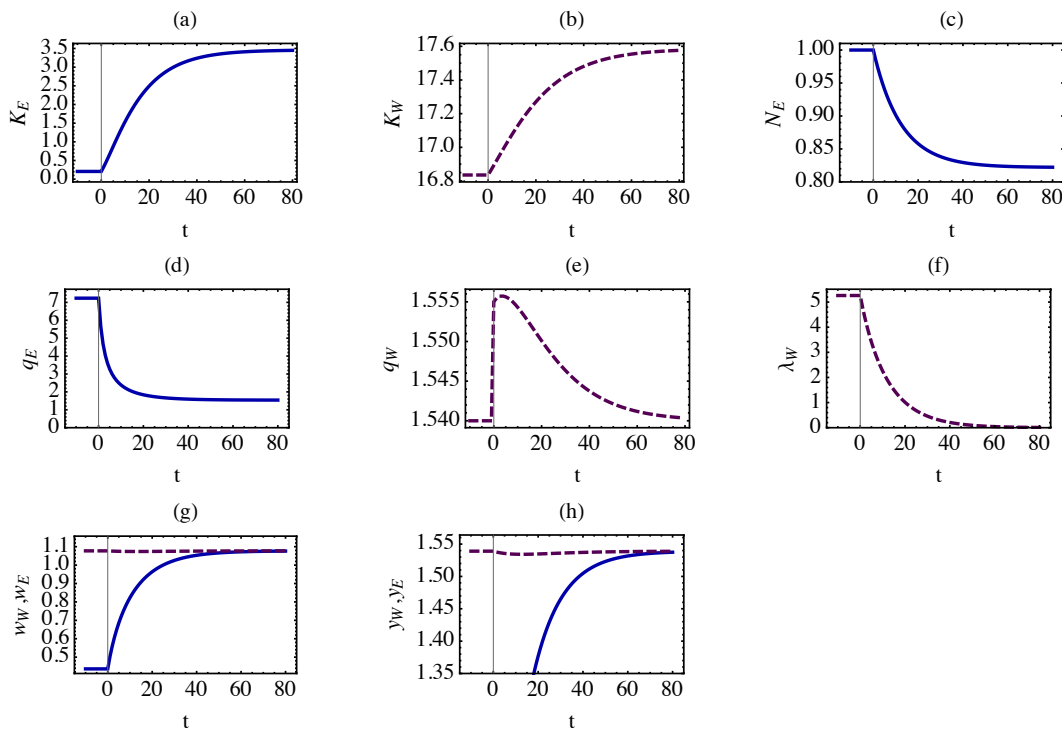 (a)
3.5
3.0
2.5
2.0
1.5
1.0
0.5
0.0
K_E
0 20 40 60 80
t
(b)
17.6
17.4
17.2
17.0
16.8
K_W
0 20 40 60 80
t
(c)
1.00
0.95
0.90
0.85
0.80
N_E
0 20 40 60 80
t
(d)
7
6
5
4
3
2
1
0
q_E
0 20 40 60 80
t
(e)
1.555
1.550
1.545
1.540
q_W
0 20 40 60 80
t
(f)
5
4
3
2
1
0
λ_W
0 20 40 60 80
t
(g)
1.1
1.0
0.9
0.8
0.7
0.6
0.5
w_W, w_E
0 20 40 60 80
t
(h)
1.55
1.50
1.45
1.40
1.35
y_W, y_E
0 20 40 60 80
t